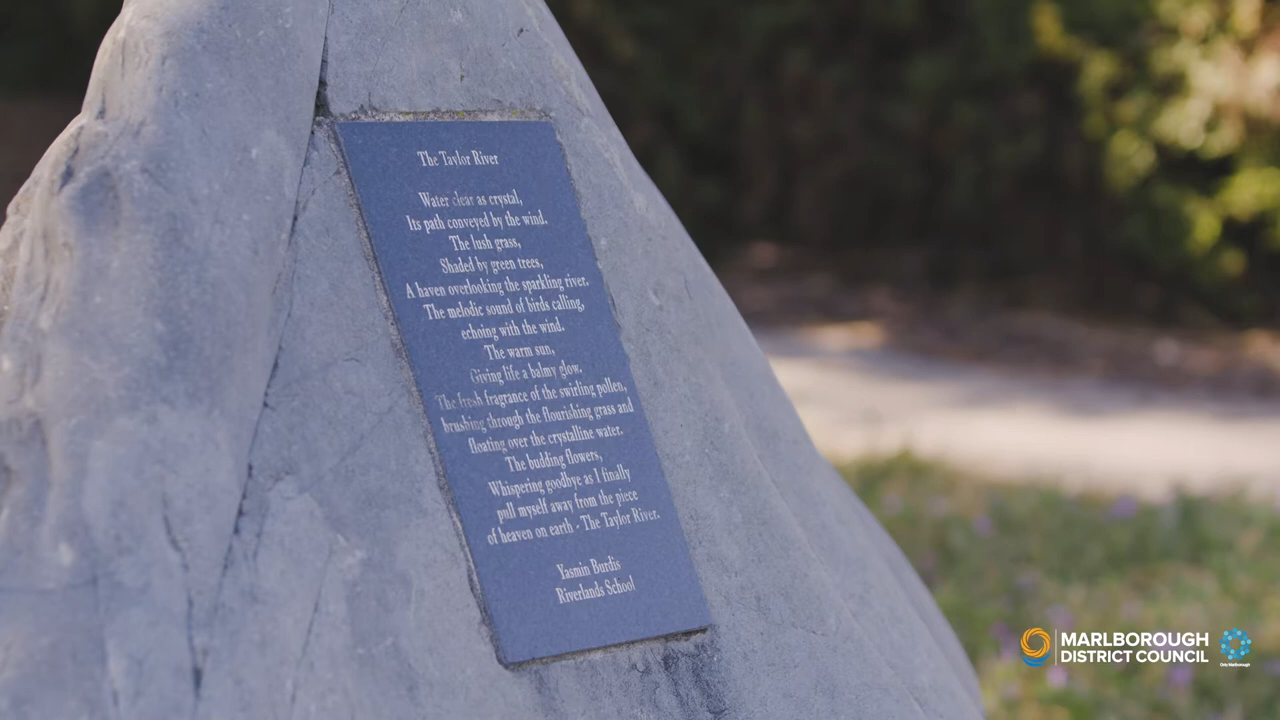 The Taylor River
Water clear as crystal,
Its path conveyed by the wind.
The lush grass,
Shaded by green trees,
A haven overlooking the sparkling river.
The melodic sound of birds calling,
echoing with the wind.
The warm sun,
Giving life a balmy glow.
The fresh fragrance of the swirling pollen,
brushing through the flourishing grass and
floating over the crystalline water.
The budding flowers,
Whispering goodbye as I finally
pull myself away from the piece
of heaven on earth - The Taylor River.
Yasmin Burdis
Riverlands School
MARLBOROUGH
DISTRICT COUNCIL
Only Marlborough